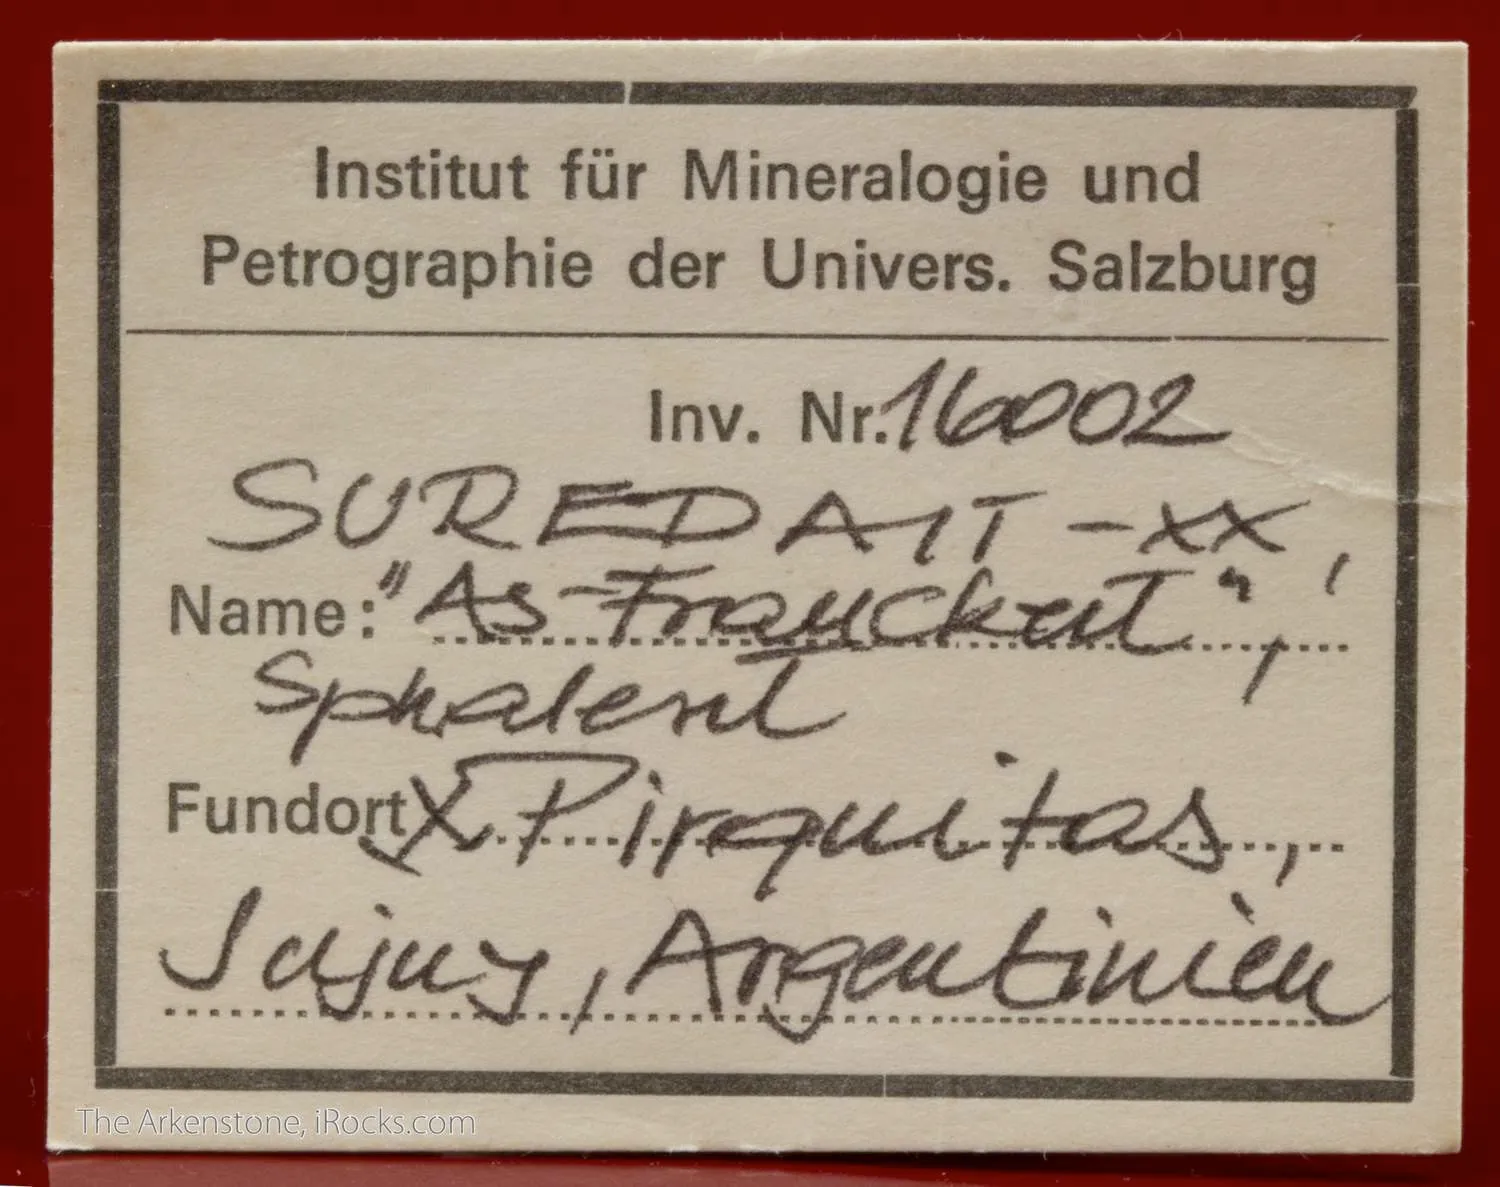 Institut für Mineralogie und
Petrographie der Univers. Salzburg
Inv. Nr. 16002
SUREDAIT - XX,
Name: "As-Franckeit",
Sphalerit
Fundort X Pirquitas,
Jujuy, Argentinien
The Arkenstone, iRocks.com